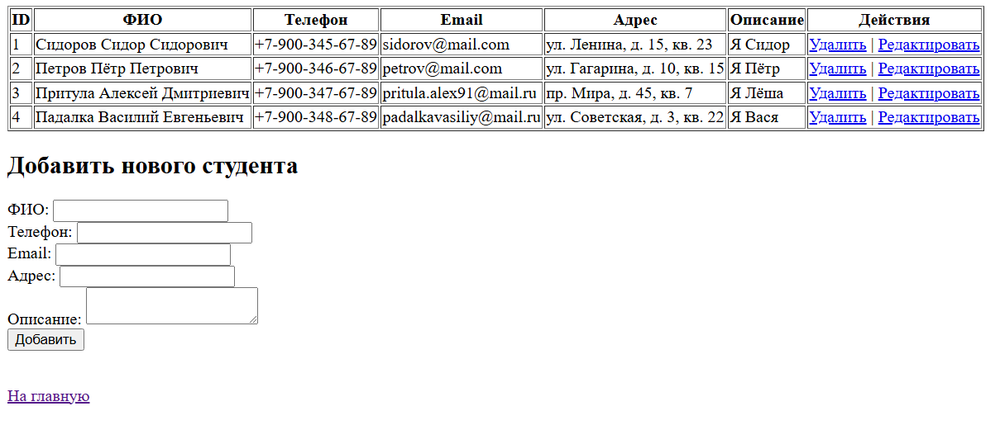 ID ФИО Телефон Email Адрес Описание Действия
1 Сидоров Сидор Сидорович +7-900-345-67-89 sidorov@mail.com ул. Ленина, д. 15, кв. 23 Я Сидор Удалить | Редактировать
2 Петров Пётр Петрович +7-900-346-67-89 petrov@mail.com ул. Гагарина, д. 10, кв. 15 Я Пётр Удалить | Редактировать
3 Притула Алексей Дмитриевич +7-900-347-67-89 pritula.alex91@mail.ru пр. Мира, д. 45, кв. 7 Я Лёша Удалить | Редактировать
4 Падалка Василий Евгеньевич +7-900-348-67-89 padalkavasiliy@mail.ru ул. Советская, д. 3, кв. 22 Я Вася Удалить | Редактировать
Добавить нового студента
ФИО:
Телефон:
Email:
Адрес:
Описание:
Добавить
На главную